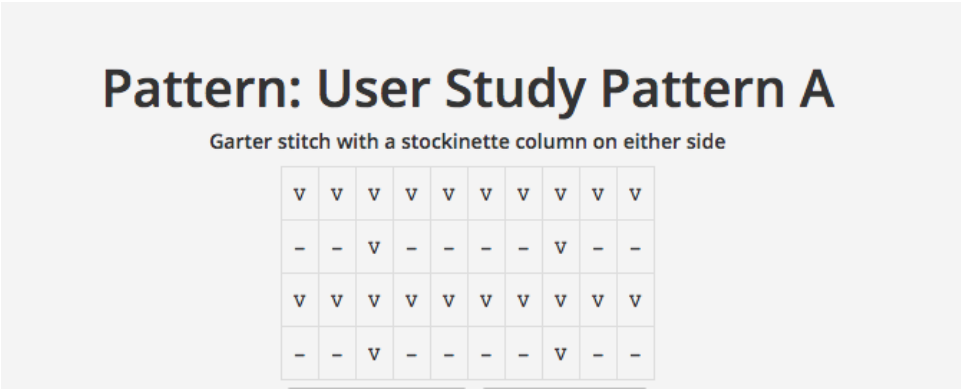 Pattern: User Study Pattern A
Garter stitch with a stockinette column on either side
v v v v v v v v v v
– – v – – – – v – –
v v v v v v v v v v
– – v – – – – v – –